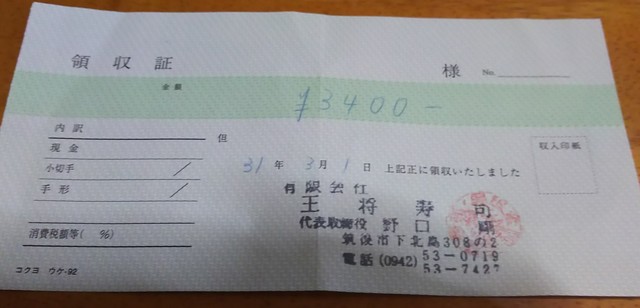 領収証 様 No.
金額 ¥3400-
内訳 但
現金
小切手 /
手形 /
31年 3月 1日 上記正に領収いたしました
収入印紙
有限会社
王将寿司
代表取締役 野口 剛
筑後市下北島308の2
電話(0942)53-0719
53-7427
消費税額等( %)
コクヨ ウケ-92